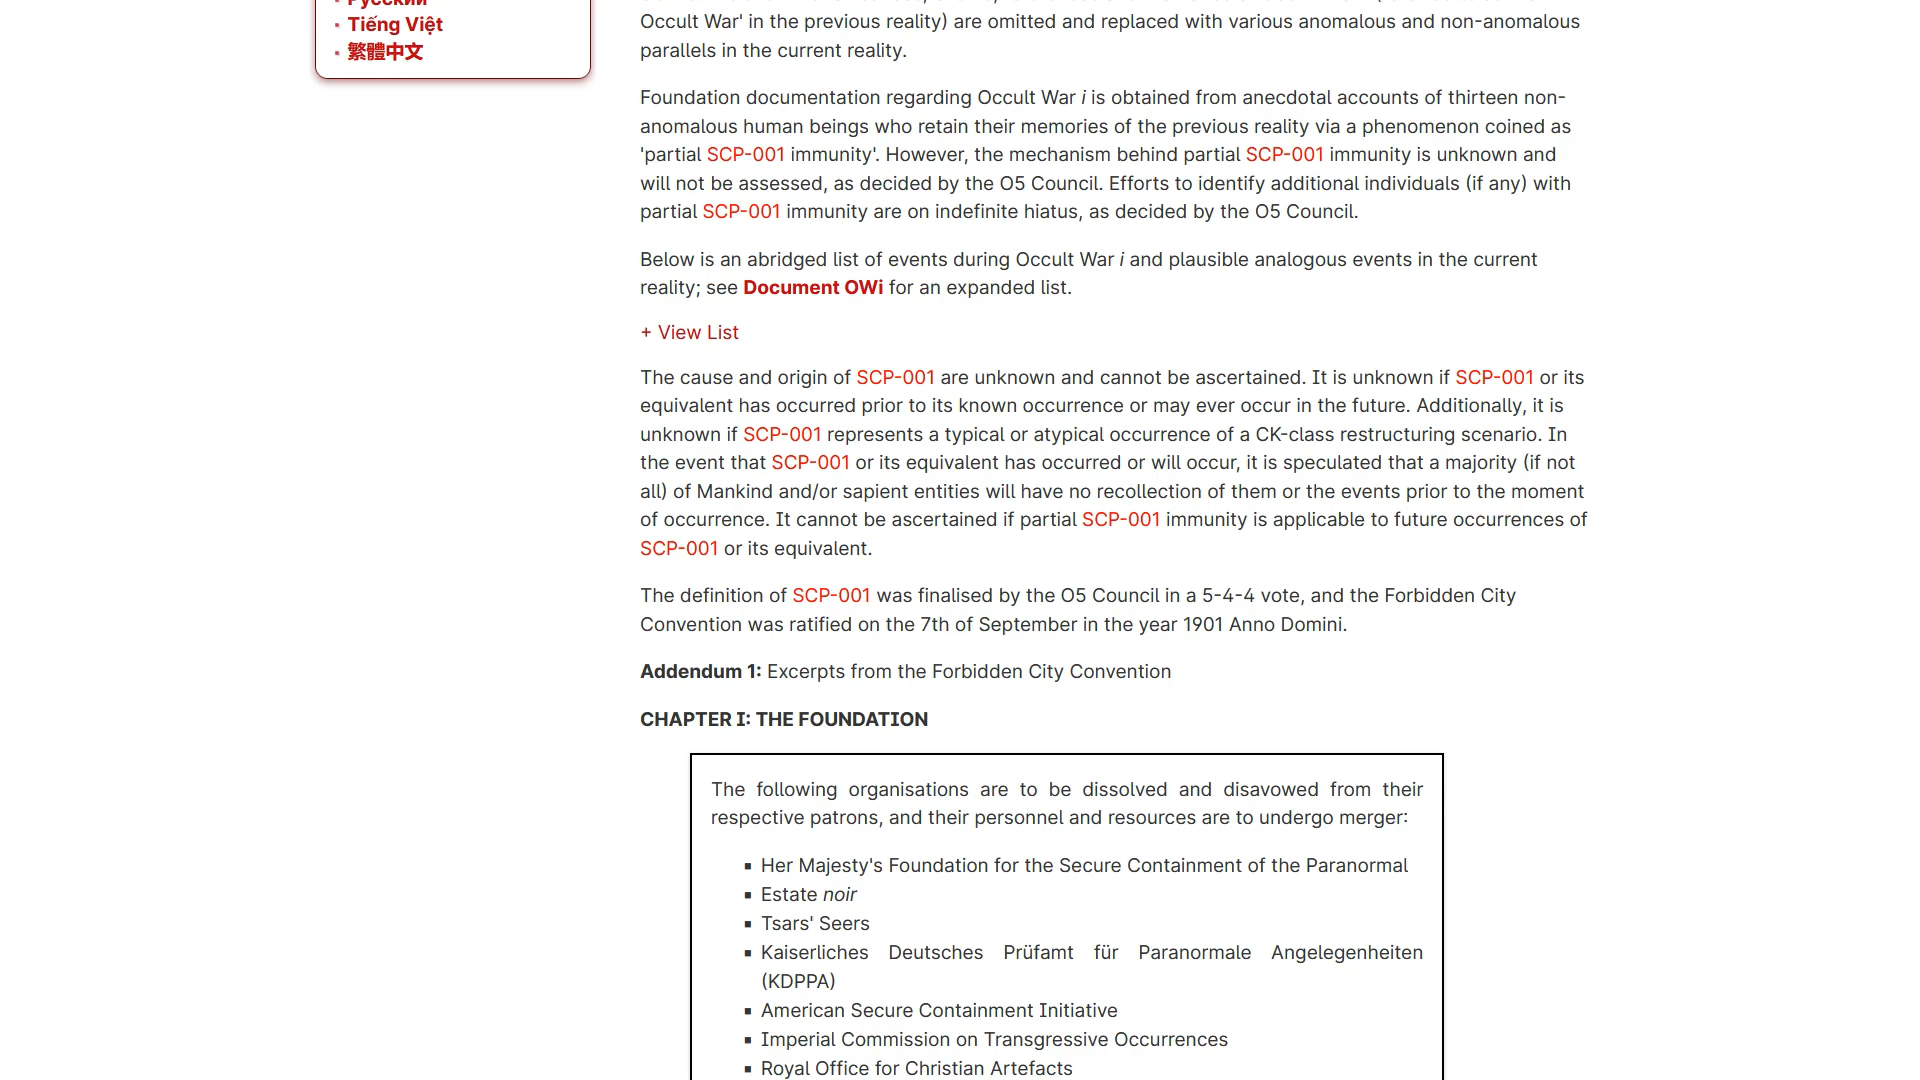 Русский
Tiếng Việt
繁體中文
Occult War' in the previous reality) are omitted and replaced with various anomalous and non-anomalous
parallels in the current reality.
Foundation documentation regarding Occult War i is obtained from anecdotal accounts of thirteen non-
anomalous human beings who retain their memories of the previous reality via a phenomenon coined as
'partial SCP-001 immunity'. However, the mechanism behind partial SCP-001 immunity is unknown and
will not be assessed, as decided by the O5 Council. Efforts to identify additional individuals (if any) with
partial SCP-001 immunity are on indefinite hiatus, as decided by the O5 Council.
Below is an abridged list of events during Occult War i and plausible analogous events in the current
reality; see Document OWi for an expanded list.
+ View List
The cause and origin of SCP-001 are unknown and cannot be ascertained. It is unknown if SCP-001 or its
equivalent has occurred prior to its known occurrence or may ever occur in the future. Additionally, it is
unknown if SCP-001 represents a typical or atypical occurrence of a CK-class restructuring scenario. In
the event that SCP-001 or its equivalent has occurred or will occur, it is speculated that a majority (if not
all) of Mankind and/or sapient entities will have no recollection of them or the events prior to the moment
of occurrence. It cannot be ascertained if partial SCP-001 immunity is applicable to future occurrences of
SCP-001 or its equivalent.
The definition of SCP-001 was finalised by the O5 Council in a 5-4-4 vote, and the Forbidden City
Convention was ratified on the 7th of September in the year 1901 Anno Domini.
Addendum 1: Excerpts from the Forbidden City Convention
CHAPTER I: THE FOUNDATION
The following organisations are to be dissolved and disavowed from their
respective patrons, and their personnel and resources are to undergo merger:
Her Majesty's Foundation for the Secure Containment of the Paranormal
Estate noir
Tsars' Seers
Kaiserliches Deutsches Prüfamt für Paranormale Angelegenheiten
(KDPPA)
American Secure Containment Initiative
Imperial Commission on Transgressive Occurrences
Royal Office for Christian Artefacts